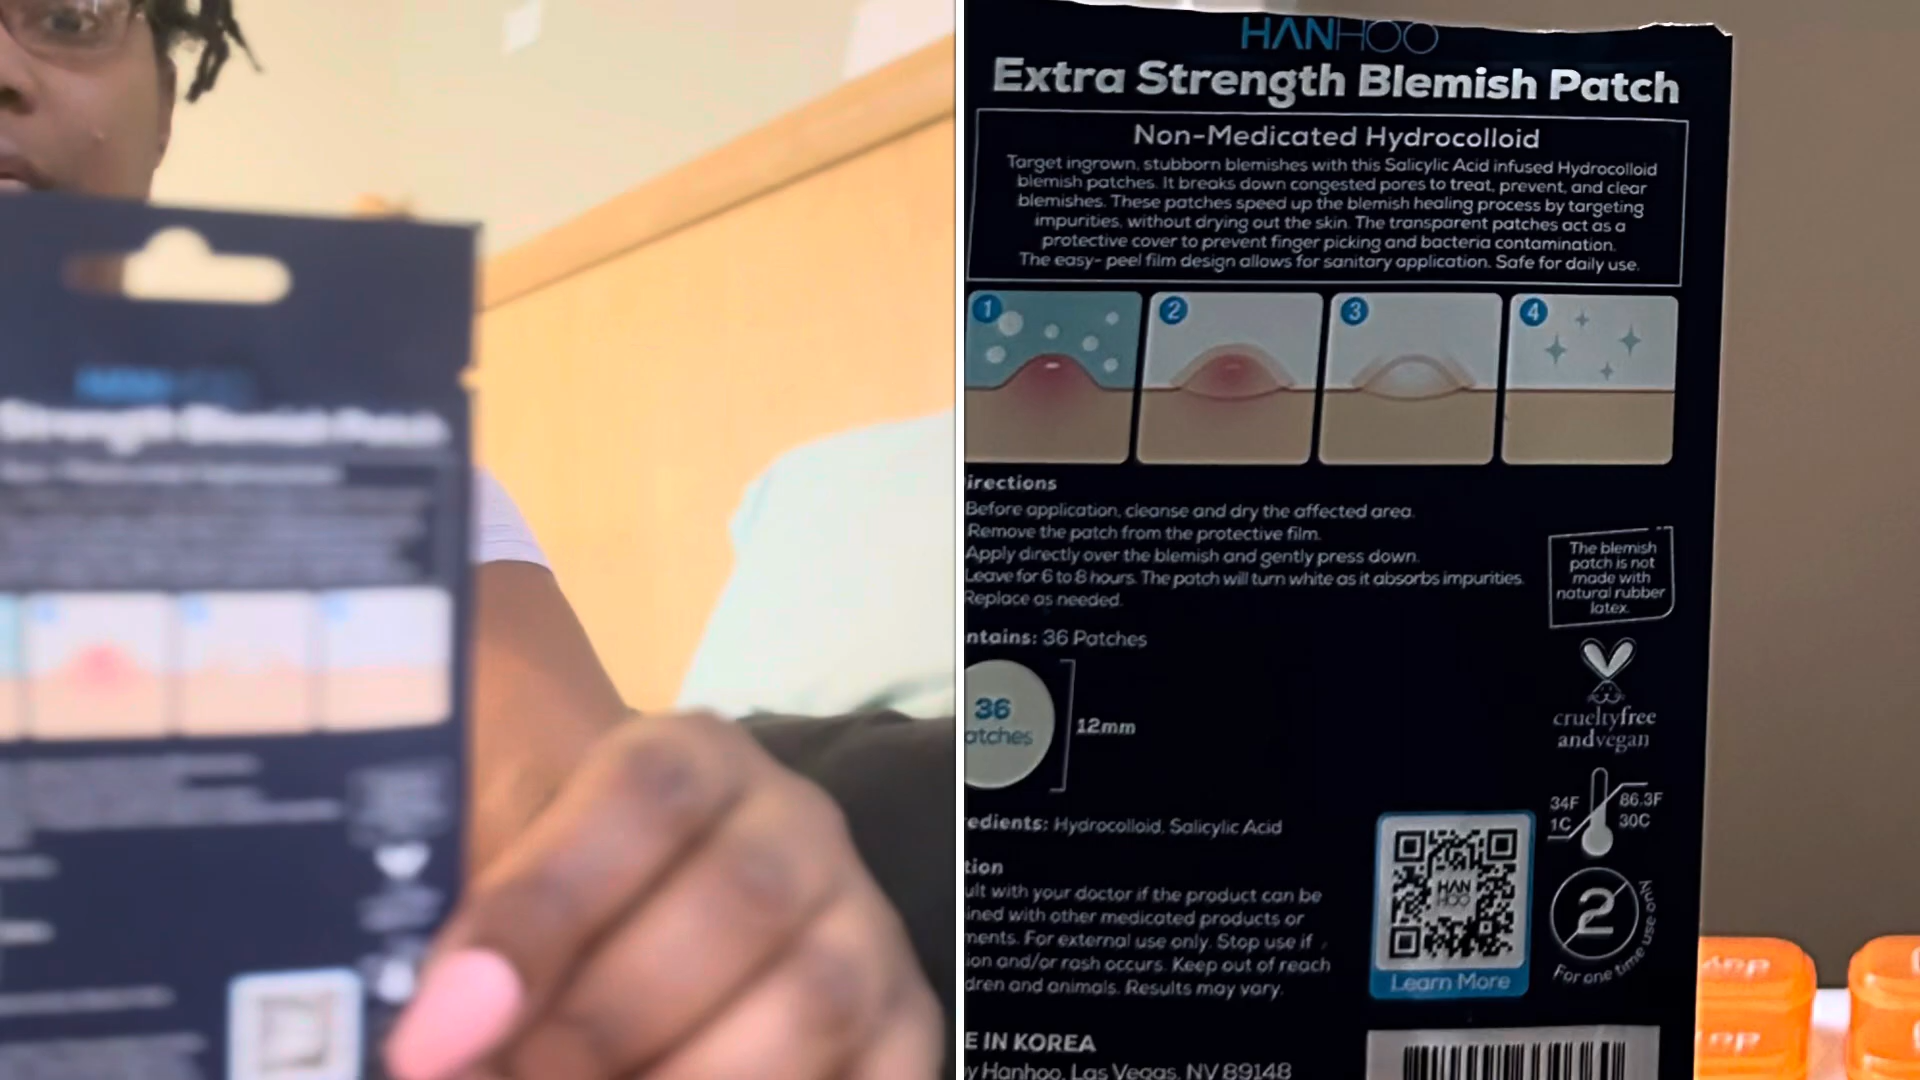 Strength Blemish Patch
HANHOO
Extra Strength Blemish Patch
Non-Medicated Hydrocolloid
Target ingrown, stubborn blemishes with this Salicylic Acid infused Hydrocolloid
blemish patches. It breaks down congested pores to treat, prevent, and clear
blemishes. These patches speed up the blemish healing process by targeting
impurities, without drying out the skin. The transparent patches act as a
protective cover to prevent finger picking and bacteria contamination.
The easy- peel film design allows for sanitary application. Safe for daily use.
1
2
3
4
irections
Before application, cleanse and dry the affected area.
Remove the patch from the protective film.
Apply directly over the blemish and gently press down.
Leave for 6 to 8 hours. The patch will turn white as it absorbs impurities.
Replace as needed.
The blemish
patch is not
made with
natural rubber
latex.
ntains: 36 Patches
36
atches
12mm
crueltyfree
andvegan
34F
1C
86.3F
30C
redients: Hydrocolloid, Salicylic Acid
HAN
HOO
Learn More
2
For one time use only
tion
ult with your doctor if the product can be
ined with other medicated products or
ments. For external use only. Stop use if
ion and/or rash occurs. Keep out of reach
dren and animals. Results may vary.
E IN KOREA
y Hanhoo, Las Vegas, NV 89148